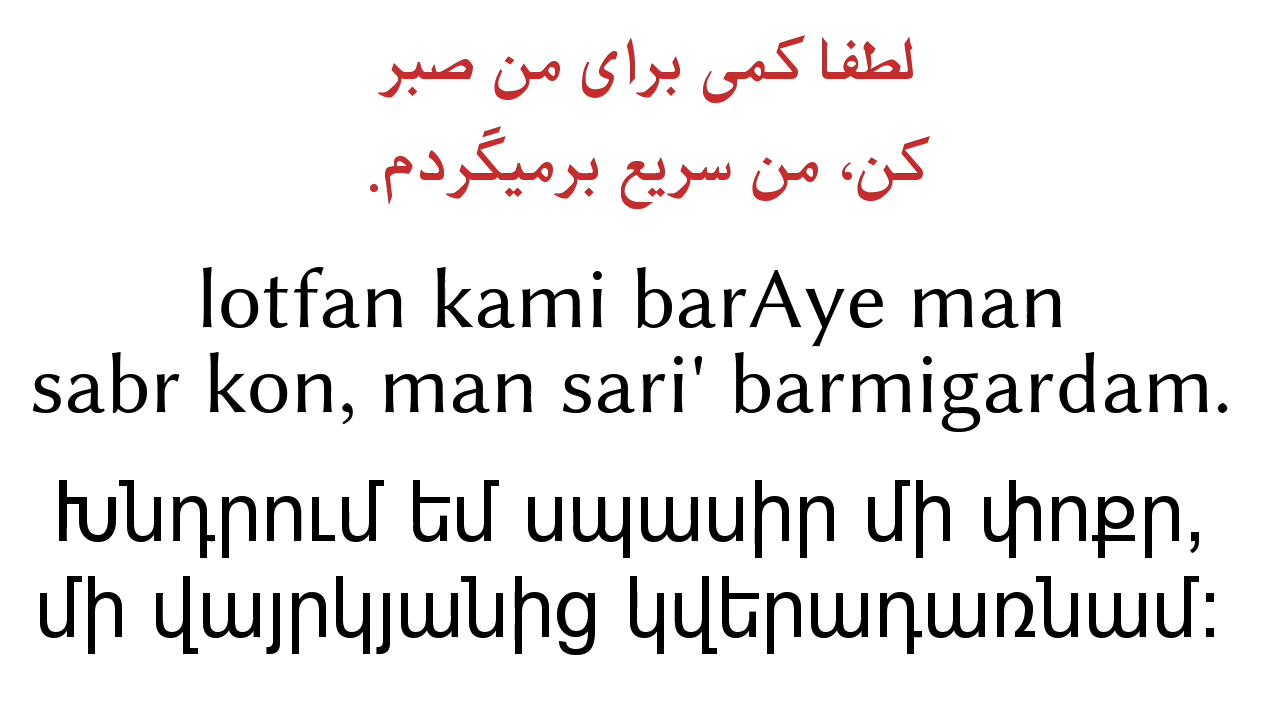 لطفا کمی برای من صبر
کن، من سریع برمیگردم.
lotfan kami barAye man
sabr kon, man sari' barmigardam.
Խնդրում եմ սպասիր մի փոքր,
մի վայրկյանից կվերադառնամ: